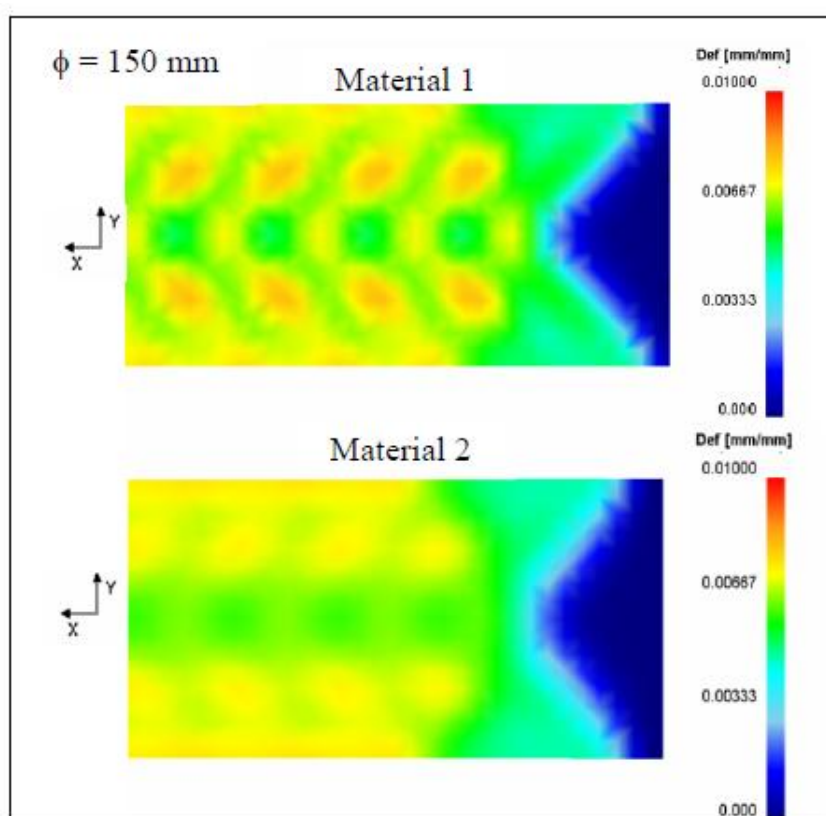 ϕ = 150 mm
Material 1
Def [mm/mm]
0.01000
0.00667
0.00333
0.000
Y
X
Material 2
Def [mm/mm]
0.01000
0.00667
0.00333
0.000
Y
X